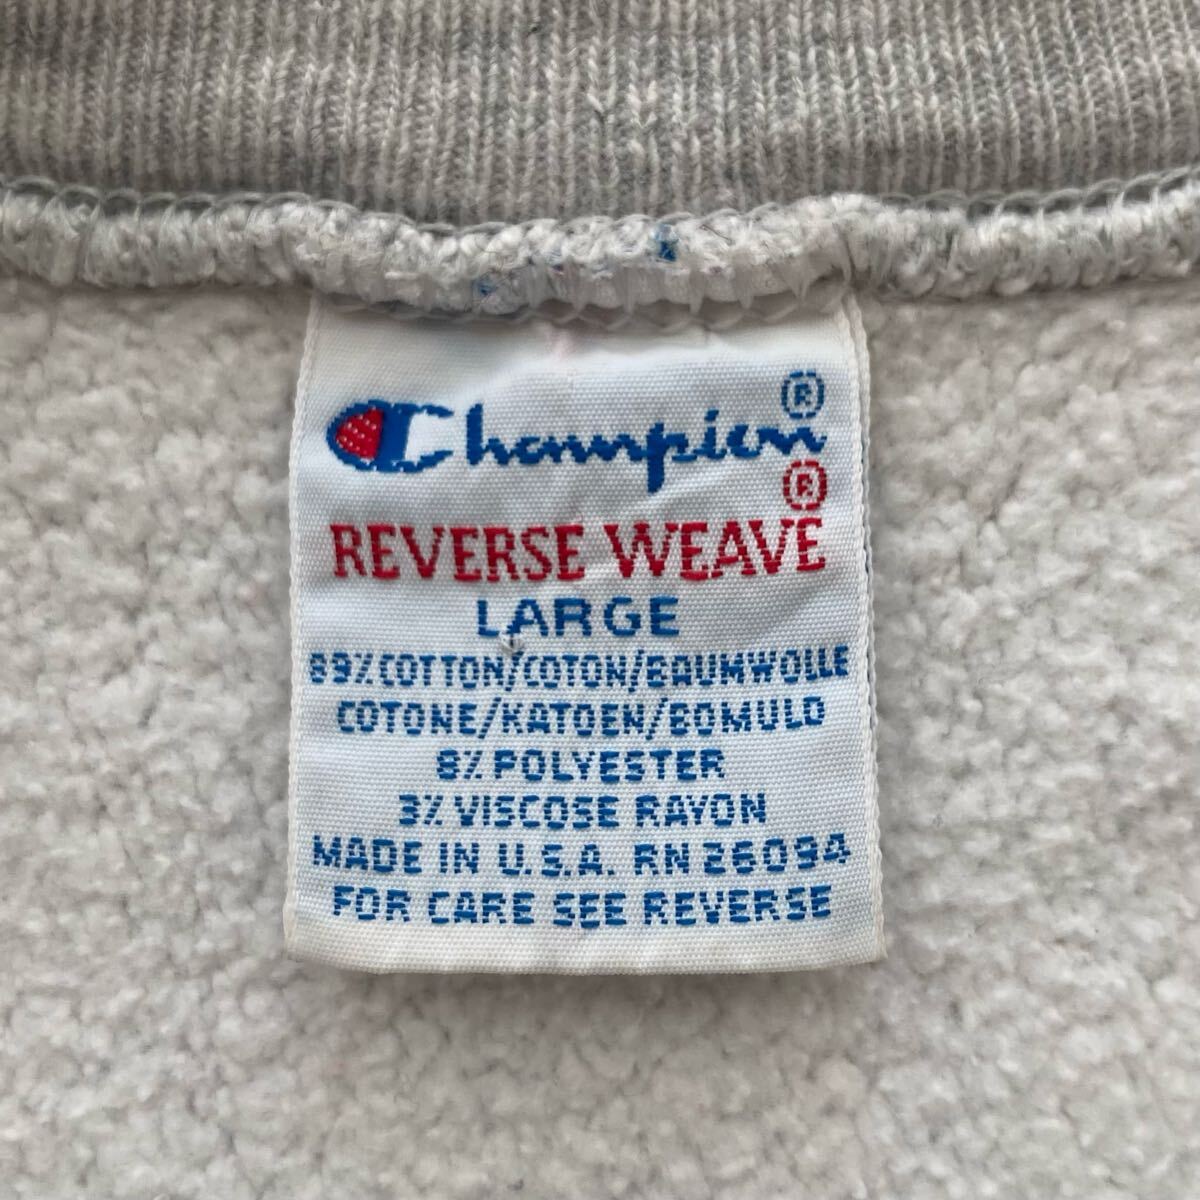 Champion®
REVERSE WEAVE®
LARGE
89% COTTON/COTON/BAUMWOLLE
COTONE/KATOEN/BOMULD
8% POLYESTER
3% VISCOSE RAYON
MADE IN U.S.A. RN 26094
FOR CARE SEE REVERSE